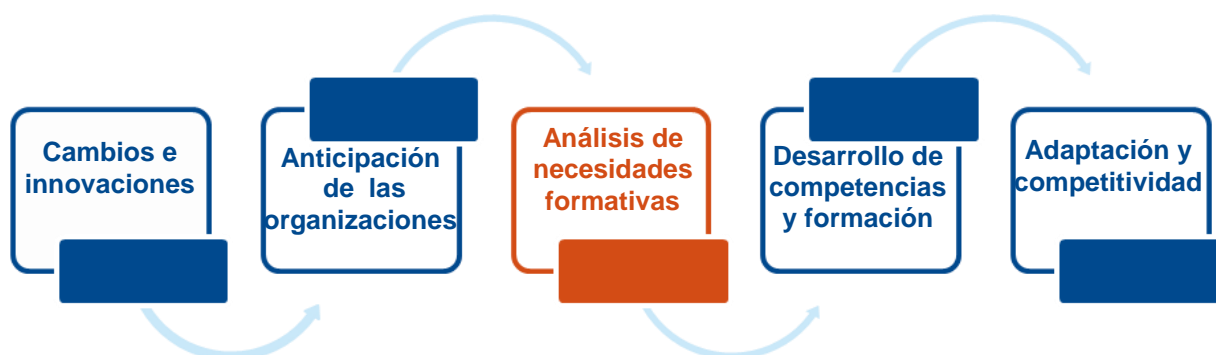 Cambios e
innovaciones
Anticipación
de las
organizaciones
Análisis de
necesidades
formativas
Desarrollo de
competencias
y formación
Adaptación y
competitividad